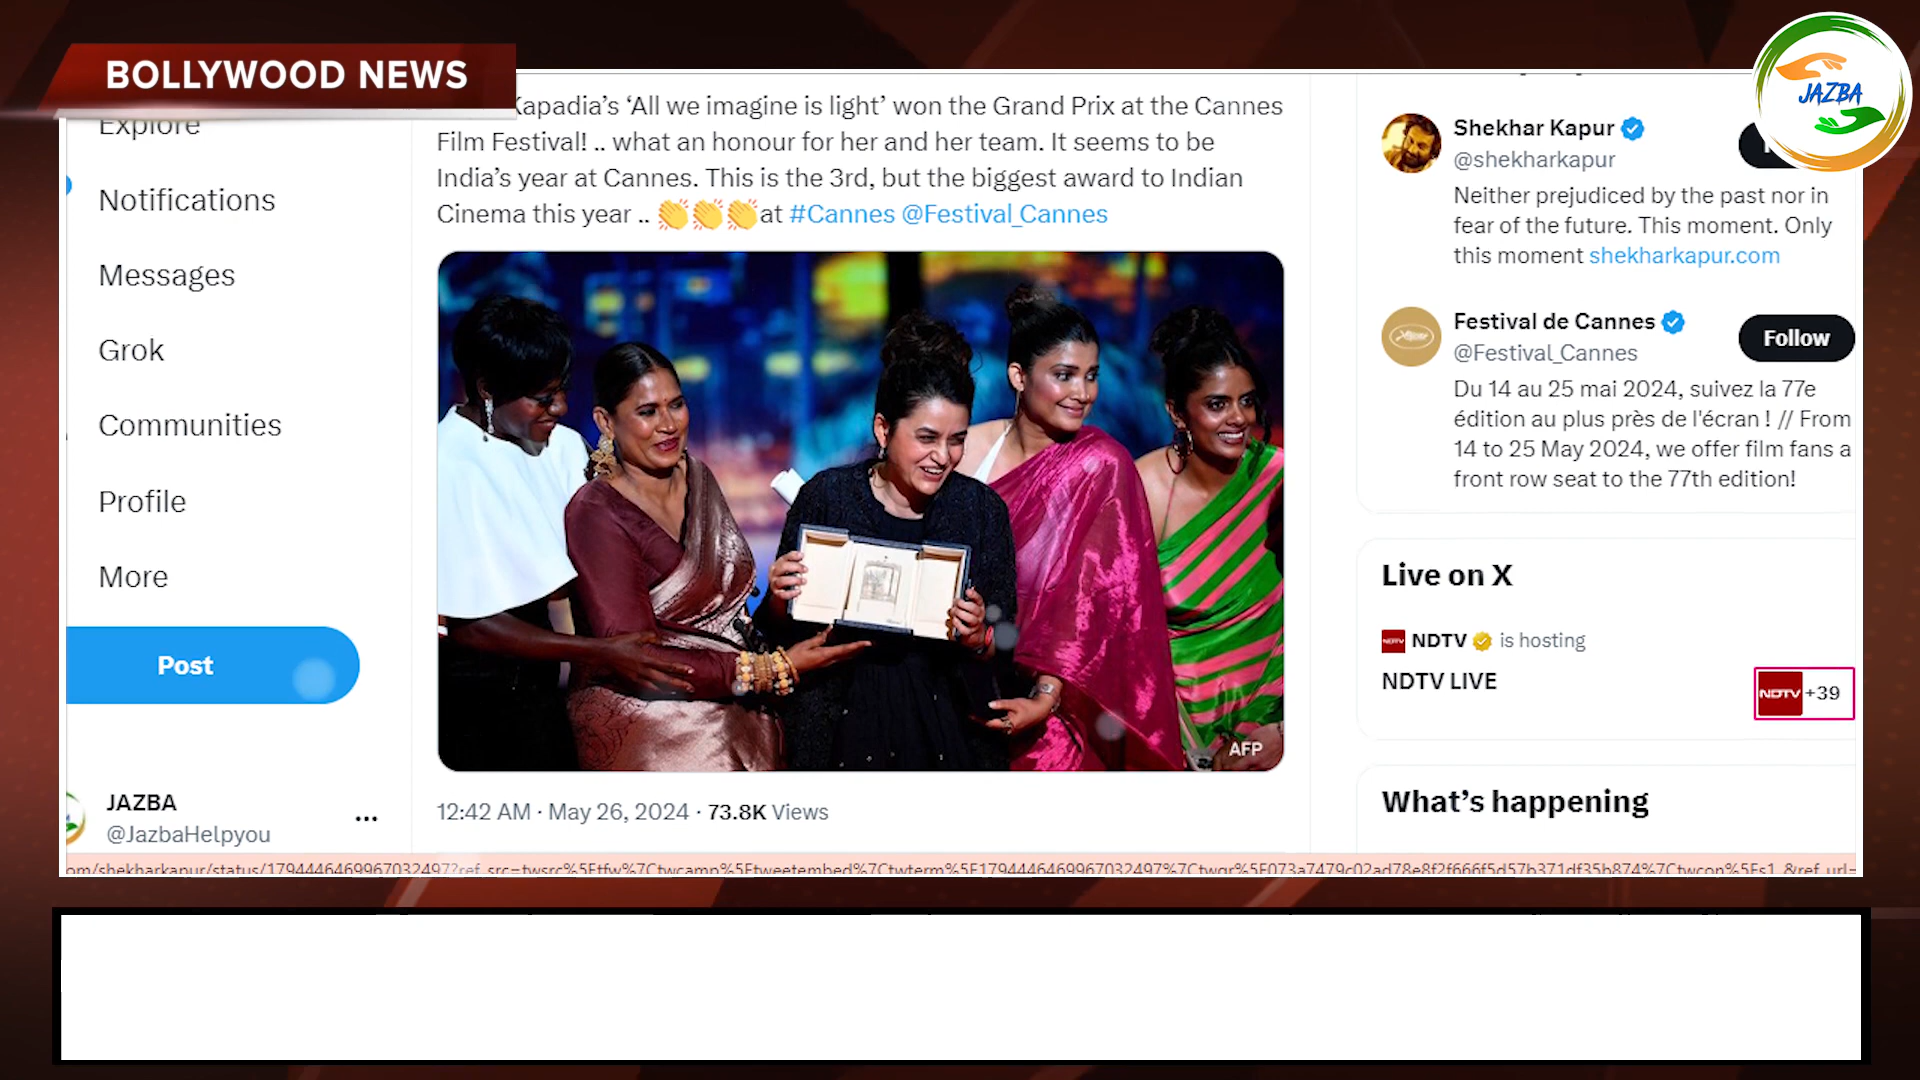 BOLLYWOOD NEWS
JAZBA
Explore
Notifications
Messages
Grok
Communities
Profile
More
Post
JAZBA
@JazbaHelpyou
Kapadia's 'All we imagine is light' won the Grand Prix at the Cannes
Film Festival! .. what an honour for her and her team. It seems to be
India's year at Cannes. This is the 3rd, but the biggest award to Indian
Cinema this year .. 👏👏👏at #Cannes @Festival_Cannes
AFP
12:42 AM · May 26, 2024 · 73.8K Views
Shekhar Kapur
@shekharkapur
Neither prejudiced by the past nor in
fear of the future. This moment. Only
this moment shekharkapur.com
Festival de Cannes
@Festival_Cannes
Follow
Du 14 au 25 mai 2024, suivez la 77e
édition au plus près de l'écran ! // From
14 to 25 May 2024, we offer film fans a
front row seat to the 77th edition!
Live on X
NDTV is hosting
NDTV LIVE
NDTV +39
What's happening